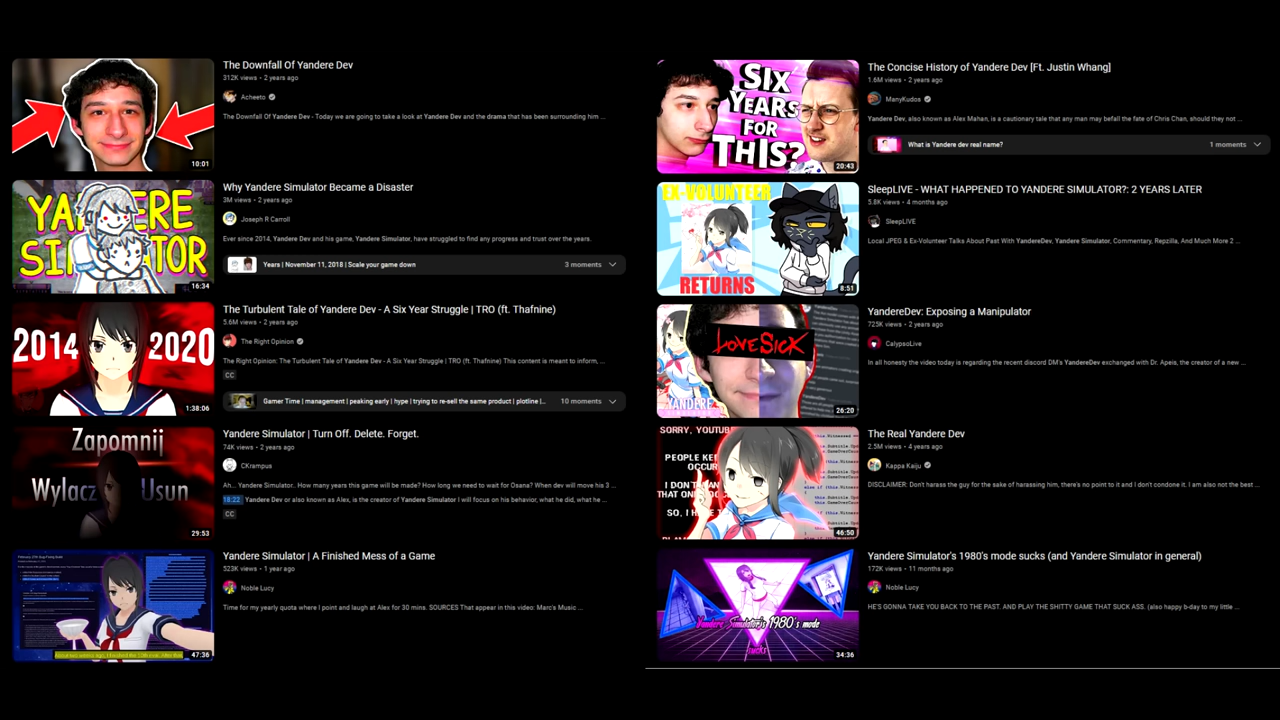 The Downfall Of Yandere Dev
312K views • 2 years ago
Acheeto
The Downfall Of Yandere Dev - Today we are going to take a look at Yandere Dev and the drama that has been surrounding him ...
10:01
YANDERE
SIMULATOR
Why Yandere Simulator Became a Disaster
3M views • 2 years ago
Joseph R Carroll
Ever since 2014, Yandere Dev and his game, Yandere Simulator, have struggled to find any progress and trust over the years.
Years | November 11, 2018 | Scale your game down
3 moments
16:34
2014 2020
The Turbulent Tale of Yandere Dev - A Six Year Struggle | TRO (ft. Thafnine)
5.6M views • 2 years ago
The Right Opinion
The Right Opinion: The Turbulent Tale of Yandere Dev - A Six Year Struggle | TRO (ft. Thafnine) This content is meant to inform, ...
CC
Gamer Time | management | peaking early | hype | trying to re-sell the same product | plotline |...
10 moments
1:38:06
Zapomnij
Wyłacz Usun
Yandere Simulator | Turn Off. Delete. Forget.
74K views • 2 years ago
CKrampus
Ah... Yandere Simulator.. How many years this game will be made? How long we need to wait for Osana? When dev will move his 3 ...
18:22 Yandere Dev or also known as Alex, is the creator of Yandere Simulator I will focus on his behavior, what he did, what he ...
CC
29:53
Yandere Simulator | A Finished Mess of a Game
523K views • 1 year ago
Noble Lucy
Time for my yearly quota where I point and laugh at Alex for 30 mins. SOURCES That appear in this video: Marc's Music ...
47:36
SIX
YEARS
FOR
THIS?
20:43
The Concise History of Yandere Dev [Ft. Justin Whang]
1.6M views • 2 years ago
ManyKudos
Yandere Dev, also known as Alex Mahan, is a cautionary tale that any man may befall the fate of Chris Chan, should they not ...
What is Yandere dev real name?
1 moments
EX-VOLUNTEER
RETURNS
8:51
SleepLIVE - WHAT HAPPENED TO YANDERE SIMULATOR?: 2 YEARS LATER
5.8K views • 4 months ago
SleepLIVE
Local JPEG & Ex-Volunteer Talks About Past With YandereDev, Yandere Simulator, Commentary, Repzilla, And Much More 2 ...
LOVESICK
YANDERE
26:20
YandereDev: Exposing a Manipulator
725K views • 2 years ago
CalypsoLive
In all honesty the video today is regarding the recent discord DM's YandereDev exchanged with Dr. Apeis, the creator of a new ...
SORRY, YOUTUB
PEOPLE KE
OCCUR
THAT ON
SO, I
46:50
The Real Yandere Dev
2.5M views • 4 years ago
Kappa Kaiju
DISCLAIMER: Don't harass the guy for the sake of harassing him, there's no point to it and I don't condone it. I am also not the best ...
Yandere Simulator's 1980's mode
sucks
34:36
Yandere Simulator's 1980's mode sucks (and Yandere Simulator in general)
172K views • 11 months ago
Noble Lucy
HE'S GONNA TAKE YOU BACK TO THE PAST. AND PLAY THE SHITTY GAME THAT SUCK ASS. (also happy b-day to my little ...